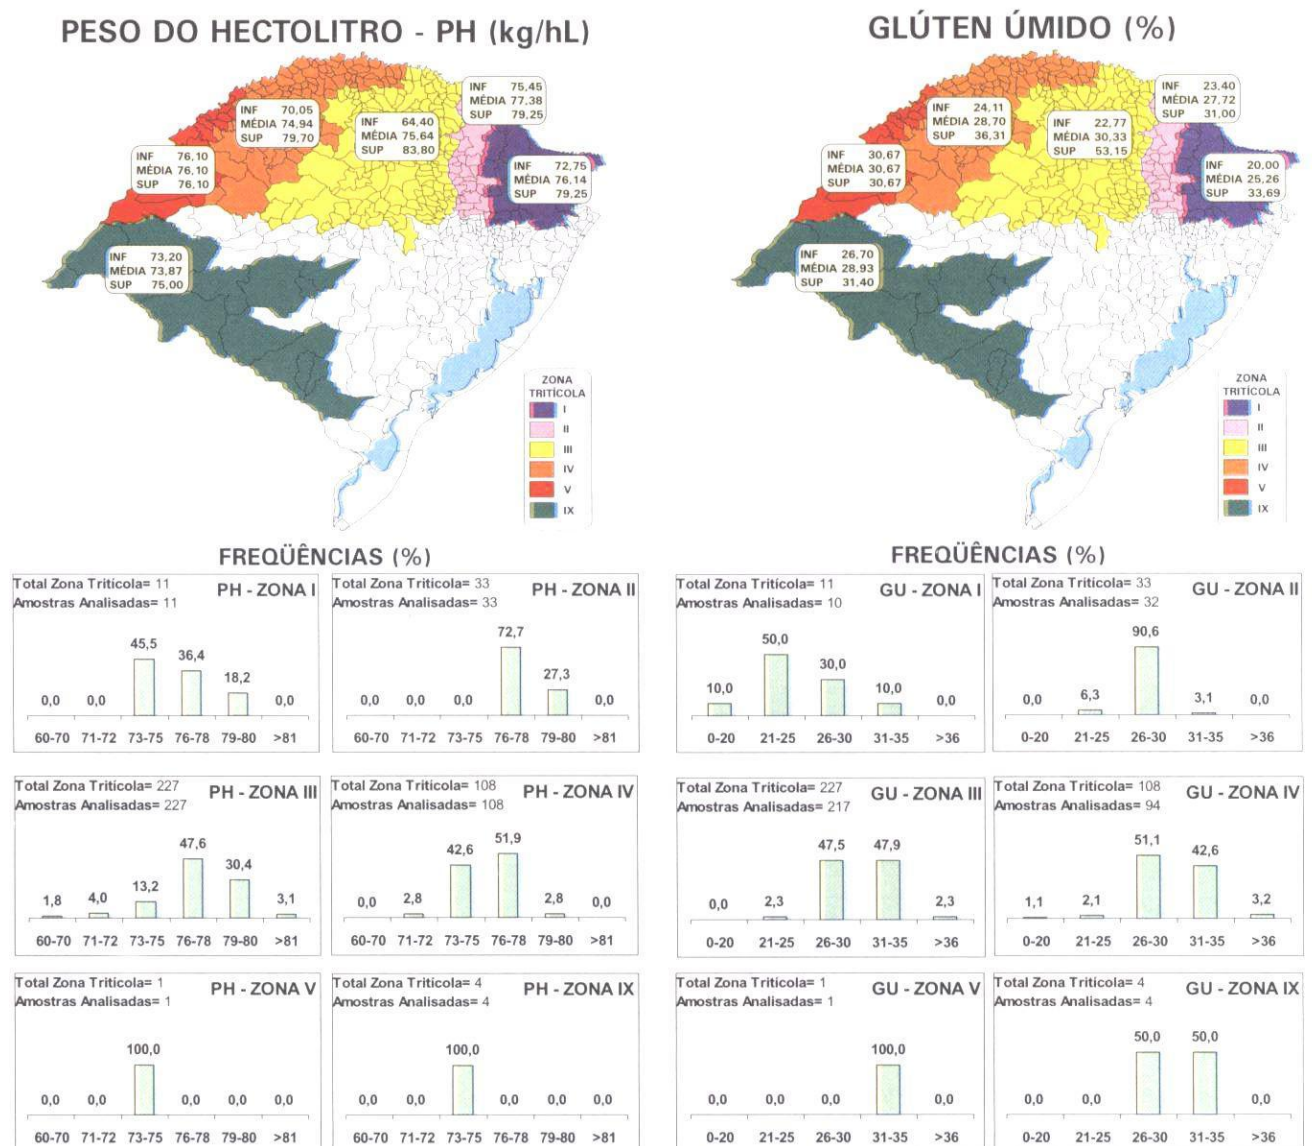 PESO DO HECTOLITRO - PH (kg/hL)
INF 75,45
MÉDIA 77,38
SUP 79,25
INF 70,05
MÉDIA 74,94
SUP 79,70
INF 64,40
MÉDIA 75,64
SUP 83,80
INF 76,10
MÉDIA 76,10
SUP 76,10
INF 72,75
MÉDIA 76,14
SUP 79,25
INF 73,20
MÉDIA 73,87
SUP 75,00
ZONA
TRITÍCOLA
I
II
III
IV
V
IX
GLÚTEN ÚMIDO (%)
INF 23,40
MÉDIA 27,72
SUP 31,00
INF 24,11
MÉDIA 28,70
SUP 36,31
INF 22,77
MÉDIA 30,33
SUP 53,15
INF 30,67
MÉDIA 30,67
SUP 30,67
INF 20,00
MÉDIA 25,26
SUP 33,69
INF 26,70
MÉDIA 28,93
SUP 31,40
ZONA
TRITÍCOLA
I
II
III
IV
V
IX
FREQÜÊNCIAS (%)
Total Zona Tritícola= 11
Amostras Analisadas= 11
PH - ZONA I
0,0 0,0 45,5 36,4 18,2 0,0
60-70 71-72 73-75 76-78 79-80 >81
Total Zona Tritícola= 33
Amostras Analisadas= 33
PH - ZONA II
0,0 0,0 0,0 72,7 27,3 0,0
60-70 71-72 73-75 76-78 79-80 >81
Total Zona Tritícola= 227
Amostras Analisadas= 227
PH - ZONA III
1,8 4,0 13,2 47,6 30,4 3,1
60-70 71-72 73-75 76-78 79-80 >81
Total Zona Tritícola= 108
Amostras Analisadas= 108
PH - ZONA IV
0,0 2,8 42,6 51,9 2,8 0,0
60-70 71-72 73-75 76-78 79-80 >81
Total Zona Tritícola= 1
Amostras Analisadas= 1
PH - ZONA V
0,0 0,0 100,0 0,0 0,0 0,0
60-70 71-72 73-75 76-78 79-80 >81
Total Zona Tritícola= 4
Amostras Analisadas= 4
PH - ZONA IX
0,0 0,0 100,0 0,0 0,0 0,0
60-70 71-72 73-75 76-78 79-80 >81
FREQÜÊNCIAS (%)
Total Zona Tritícola= 11
Amostras Analisadas= 10
GU - ZONA I
10,0 50,0 30,0 10,0 0,0
0-20 21-25 26-30 31-35 >36
Total Zona Tritícola= 33
Amostras Analisadas= 32
GU - ZONA II
0,0 6,3 90,6 3,1 0,0
0-20 21-25 26-30 31-35 >36
Total Zona Tritícola= 227
Amostras Analisadas= 217
GU - ZONA III
0,0 2,3 47,5 47,9 2,3
0-20 21-25 26-30 31-35 >36
Total Zona Tritícola= 108
Amostras Analisadas= 94
GU - ZONA IV
1,1 2,1 51,1 42,6 3,2
0-20 21-25 26-30 31-35 >36
Total Zona Tritícola= 1
Amostras Analisadas= 1
GU - ZONA V
0,0 0,0 0,0 100,0 0,0
0-20 21-25 26-30 31-35 >36
Total Zona Tritícola= 4
Amostras Analisadas= 4
GU - ZONA IX
0,0 0,0 50,0 50,0 0,0
0-20 21-25 26-30 31-35 >36